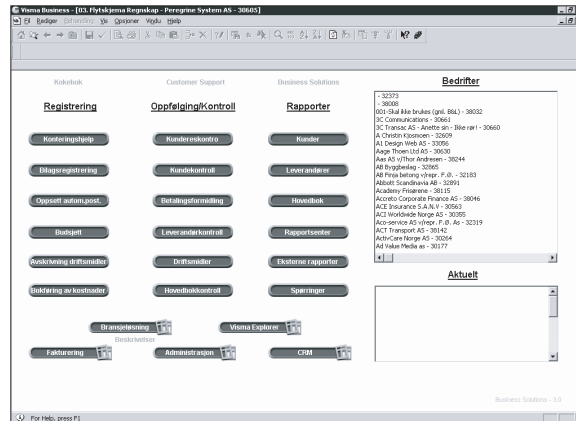 Visma Business - [03. Flytskjema Regnskap - Peregrine System AS - 30605]
Fil Rediger Behandling Vis Opsjoner Vindu Hjelp
Kokebok Customer Support Business Solutions
Registrering Oppfølging/Kontroll Rapporter
Konteringshjelp Kundereskontro Kunder
Bilagsregistrering Kundekontroll Leverandører
Oppsett autom.post. Betalingsformidling Hovedbok
Budsjett Leverandørkontroll Rapportsenter
Avskrivning driftsmidler Driftsmidler Eksterne rapporter
Bokføring av kostnader Hovedbokkontroll Spørringer
Bransjeløsning Visma Explorer
Beskrivelser
Fakturering Administrasjon CRM
Bedrifter
- 32373
- 38008
001-Skal ikke brukes (gml. B&L) - 38032
3C Communications - 30661
3C Transac AS - Anette sin - Ikke rør! - 30660
A Christin Kjosmoen - 32609
A1 Design Web AS - 33056
Aage Thoen Ltd AS - 30630
Aas AS v/Thor Andresen - 38244
AB Byggbeslag - 32865
AB Finja betong v/repr. F.Ø. - 32183
Abbott Scandinavia AB - 32891
Academy Frisørene - 38115
Accreto Corporate Finance AS - 38046
ACE Insurance S.A.N.V - 30563
ACI Worldwide Norge AS - 30355
Aco-service AS v/repr. F.Ø. As - 32319
ACT Transport AS - 38142
ActivCare Norge AS - 30264
Ad Value Media as - 30177
Aktuelt
Business Solutions - 3.0
For Help, press F1